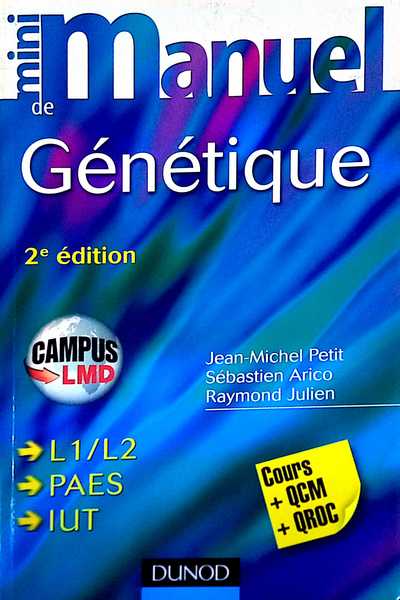 mini manuel
de
Génétique
2e édition
CAMPUS
LMD
Jean-Michel Petit
Sébastien Arico
Raymond Julien
L1/L2
PAES
IUT
Cours
+ QCM
+ QROC
DUNOD